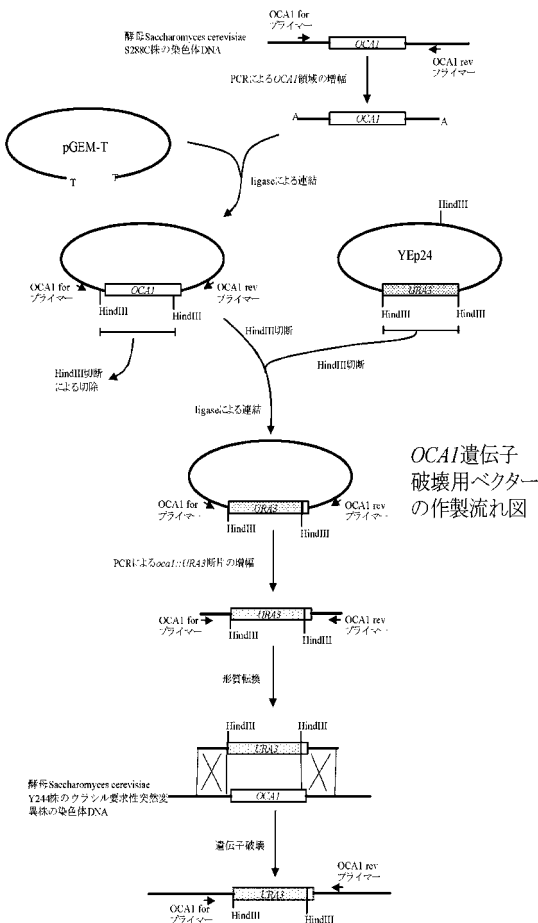 OCA1 for
プライマー
酵母Saccharomyces cerevisiae
S288C株の染色体DNA
OCA1
OCA1 rev
プライマー
PCRによるOCA1領域の増幅
A
OCA1
A
pGEM-T
T
T
ligaseによる連結
HindIII
YEp24
OCA1 for
プライマー
OCA1
OCA1 rev
プライマー
HindIII
HindIII
URA3
HindIII
HindIII
HindIII切断
HindIII切断
HindIII切断
による切除
ligaseによる連結
OCA1遺伝子
破壊用ベクター
の作製流れ図
OCA1 for
プライマー
URA3
OCA1 rev
プライマー
HindIII
HindIII
PCRによるoca1::URA3断片の増幅
OCA1 for
プライマー
URA3
OCA1 rev
プライマー
HindIII
HindIII
形質転換
HindIII
HindIII
URA3
酵母Saccharomyces cerevisiae
Y244株のウラシル要求性突然変
異株の染色体DNA
OCA1
遺伝子破壊
OCA1 rev
プライマー
OCA1 for
プライマー
URA3
HindIII
HindIII